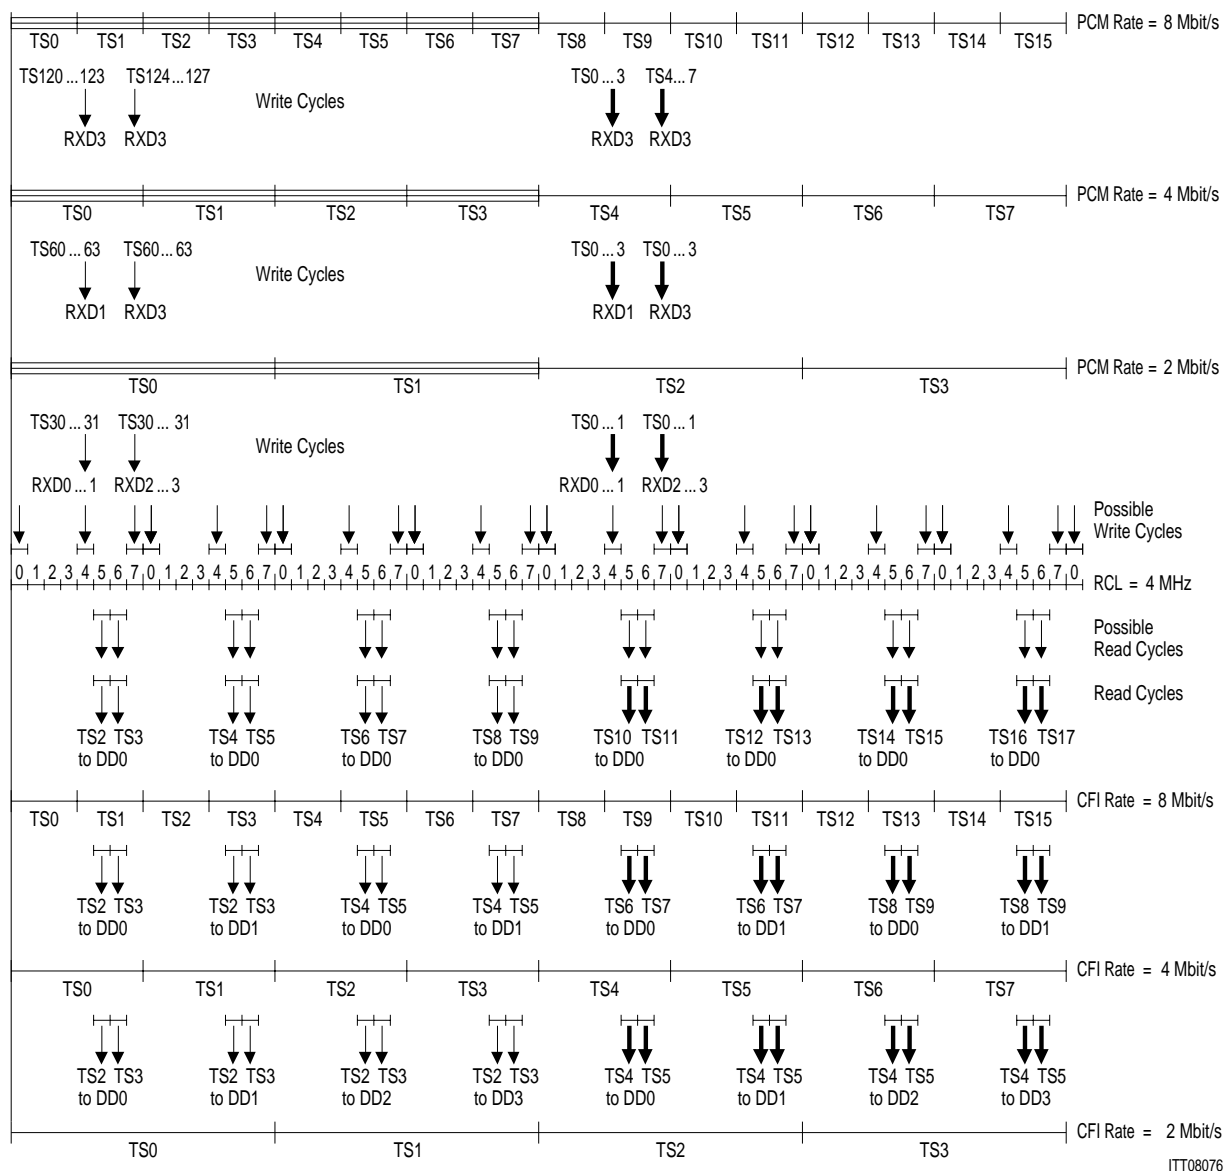 PCM Rate = 8 Mbit/s
TS0 TS1 TS2 TS3 TS4 TS5 TS6 TS7 TS8 TS9 TS10 TS11 TS12 TS13 TS14 TS15
TS120 ... 123 TS124 ... 127 TS0 ... 3 TS4 ... 7
Write Cycles
RXD3 RXD3 RXD3 RXD3
PCM Rate = 4 Mbit/s
TS0 TS1 TS2 TS3 TS4 TS5 TS6 TS7
TS60 ... 63 TS60 ... 63 TS0 ... 3 TS0 ... 3
Write Cycles
RXD1 RXD3 RXD1 RXD3
PCM Rate = 2 Mbit/s
TS0 TS1 TS2 TS3
TS30 ... 31 TS30 ... 31 TS0 ... 1 TS0 ... 1
Write Cycles
RXD0 ... 1 RXD2 ... 3 RXD0 ... 1 RXD2 ... 3
Possible
Write Cycles
0 1 2 3 4 5 6 7 0 1 2 3 4 5 6 7 0 1 2 3 4 5 6 7 0 1 2 3 4 5 6 7 0 1 2 3 4 5 6 7 0 1 2 3 4 5 6 7 0 1 2 3 4 5 6 7 0 1 2 3 4 5 6 7 0 RCL = 4 MHz
Possible
Read Cycles
Read Cycles
TS2 TS3 TS4 TS5 TS6 TS7 TS8 TS9 TS10 TS11 TS12 TS13 TS14 TS15 TS16 TS17
to DD0 to DD0 to DD0 to DD0 to DD0 to DD0 to DD0 to DD0
CFI Rate = 8 Mbit/s
TS0 TS1 TS2 TS3 TS4 TS5 TS6 TS7 TS8 TS9 TS10 TS11 TS12 TS13 TS14 TS15
TS2 TS3 TS2 TS3 TS4 TS5 TS4 TS5 TS6 TS7 TS6 TS7 TS8 TS9 TS8 TS9
to DD0 to DD1 to DD0 to DD1 to DD0 to DD1 to DD0 to DD1
CFI Rate = 4 Mbit/s
TS0 TS1 TS2 TS3 TS4 TS5 TS6 TS7
TS2 TS3 TS2 TS3 TS2 TS3 TS2 TS3 TS4 TS5 TS4 TS5 TS4 TS5 TS4 TS5
to DD0 to DD1 to DD2 to DD3 to DD0 to DD1 to DD2 to DD3
CFI Rate = 2 Mbit/s
TS0 TS1 TS2 TS3
ITT08076